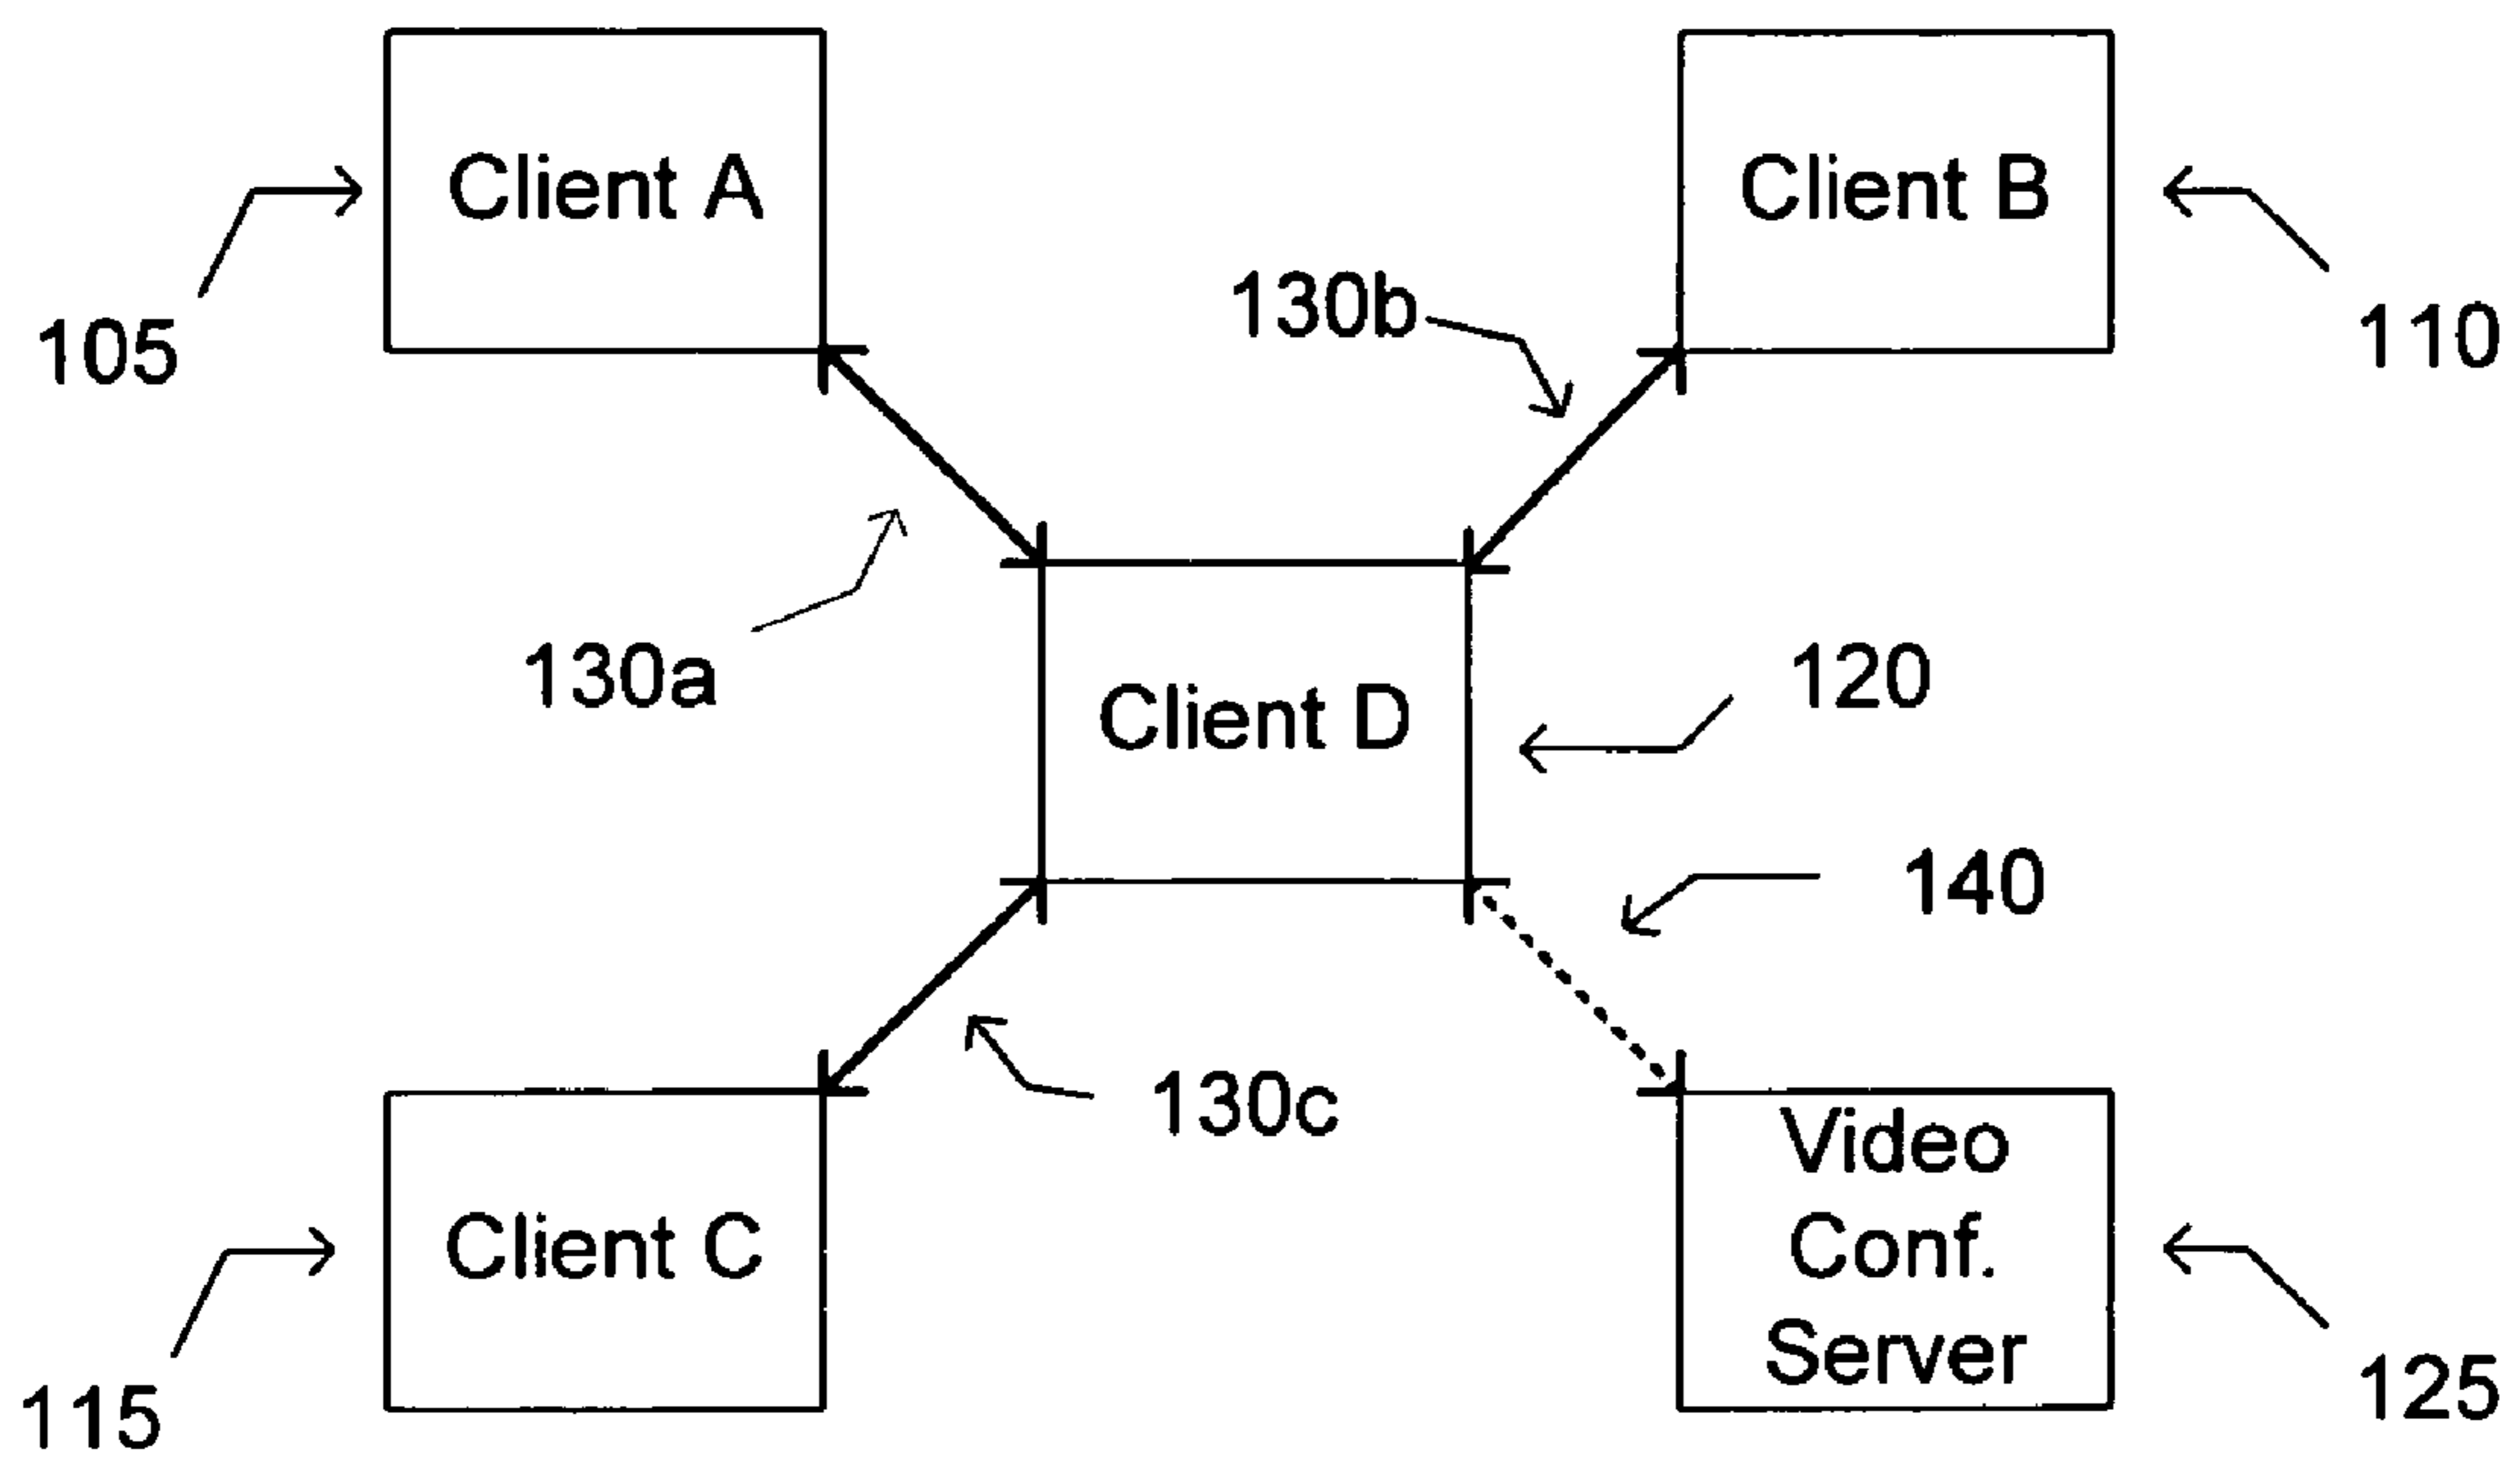 Client A
Client B
105
130b
110
130a
Client D
120
140
130c
Client C
Video
Conf.
Server
115
125